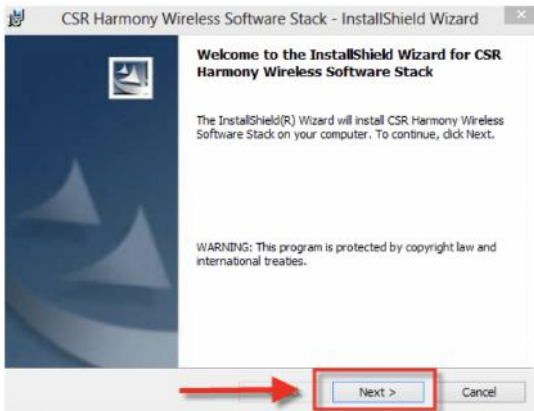 CSR Harmony Wireless Software Stack - InstallShield Wizard
Welcome to the InstallShield Wizard for CSR
Harmony Wireless Software Stack
The InstallShield(R) Wizard will install CSR Harmony Wireless
Software Stack on your computer. To continue, click Next.
WARNING: This program is protected by copyright law and
international treaties.
Next > Cancel